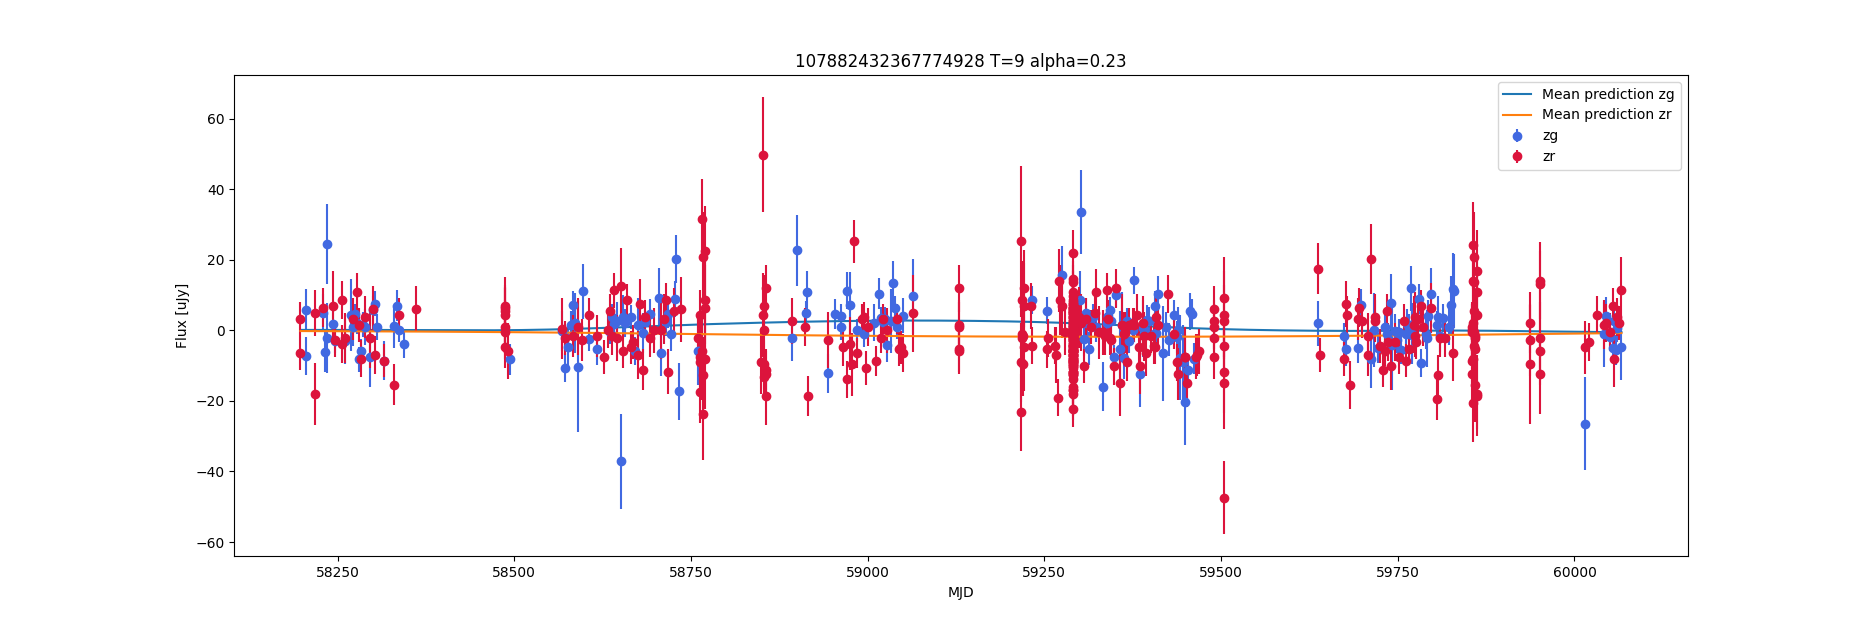 107882432367774928 T=9 alpha=0.23
Mean prediction zg
Mean prediction zr
zg
zr
Flux [uJy]
60
40
20
0
−20
−40
−60
58250 58500 58750 59000 59250 59500 59750 60000
MJD